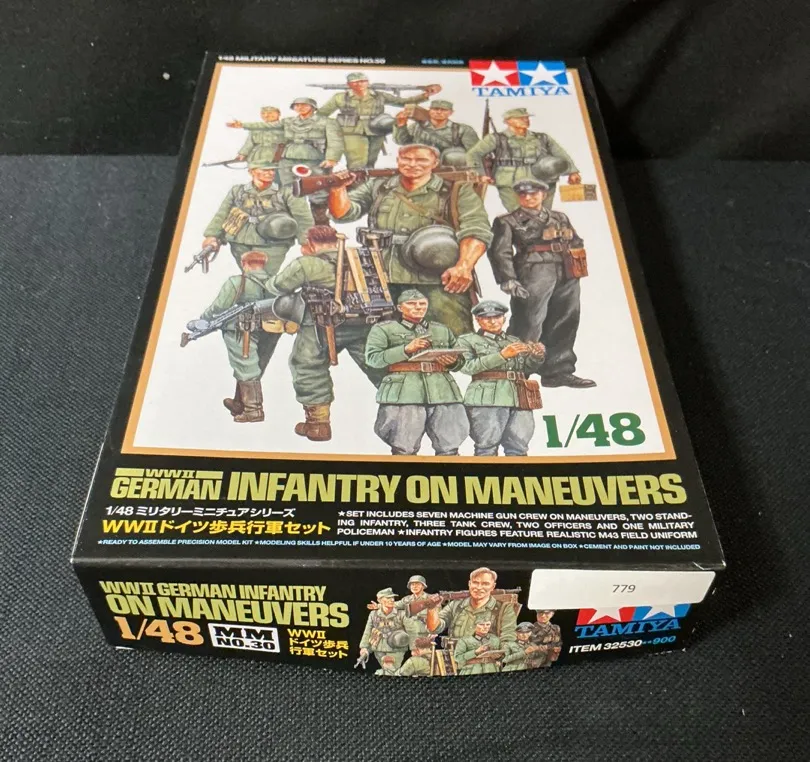 1/48 MILITARY MINIATURE SERIES NO.30
TAMIYA
1/48
WWII
GERMAN INFANTRY ON MANEUVERS
1/48 ミリタリーミニチュアシリーズ
WWIIドイツ歩兵行軍セット
★SET INCLUDES SEVEN MACHINE GUN CREW ON MANEUVERS, TWO STAND-
ING INFANTRY, THREE TANK CREW, TWO OFFICERS AND ONE MILITARY
POLICEMAN ★INFANTRY FIGURES FEATURE REALISTIC M43 FIELD UNIFORM
★READY TO ASSEMBLE PRECISION MODEL KIT ★MODELING SKILLS HELPFUL IF UNDER 10 YEARS OF AGE ★MODEL MAY VARY FROM IMAGE ON BOX ★CEMENT AND PAINT NOT INCLUDED
WWII GERMAN INFANTRY
ON MANEUVERS
1/48
MM
NO.30
WWII
ドイツ歩兵
行軍セット
779
TAMIYA
ITEM 32530••900